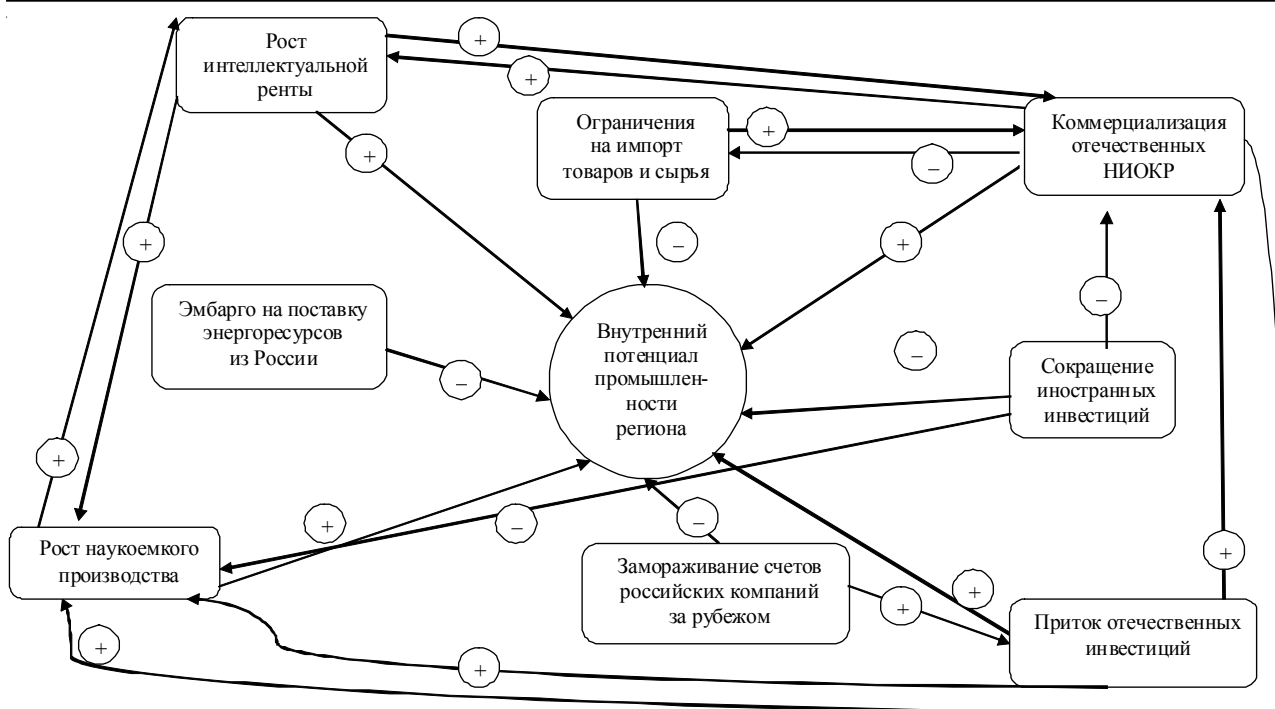 Рост
интеллектуальной
ренты
+
+
+
Ограничения
на импорт
товаров и сырья
+
–
Коммерциализация
отечественных
НИОКР
+
–
+
–
Эмбарго на поставку
энергоресурсов
из России
–
Внутренний
потенциал
промышлен-
ности
региона
–
Сокращение
иностранных
инвестиций
+
+
–
–
Рост наукоемкого
производства
Замораживание счетов
российских компаний
за рубежом
+
+
+
Приток отечественных
инвестиций
+
+